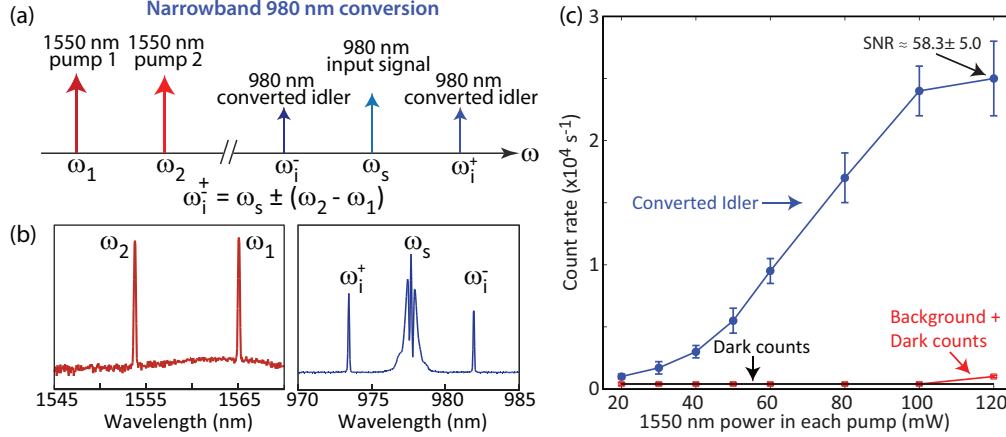 (a)
Narrowband 980 nm conversion
1550 nm
pump 1
1550 nm
pump 2
980 nm
converted idler
980 nm
input signal
980 nm
converted idler
ω₁
ω₂
//
ωᵢ⁻
ωₛ
ωᵢ⁺
ω
ωᵢ^± = ωₛ ± (ω₂ - ω₁)
(b)
ω₂
ω₁
1545
1555
1565
Wavelength (nm)
ωᵢ⁺
ωₛ
ωᵢ⁻
970
975
980
985
Wavelength (nm)
(c)
Count rate (x10⁴ s⁻¹)
3
2
1
0
SNR ≈ 58.3± 5.0
Converted Idler
Dark counts
Background +
Dark counts
20
40
60
80
100
120
1550 nm power in each pump (mW)